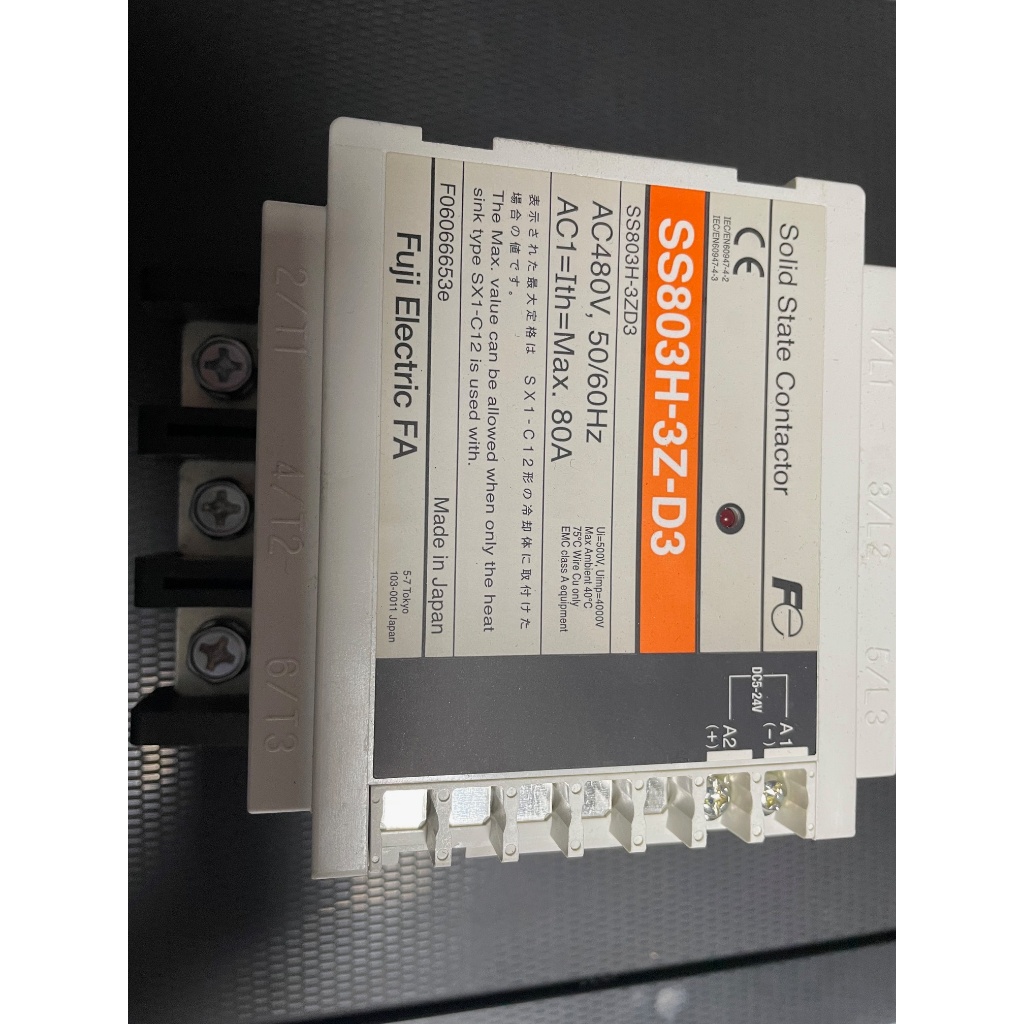 1/L1 3/L2 5/L3
Solid State Contactor
Fe
CE
IEC/EN60947-4-2
IEC/EN60947-4-3
A1
(-)
DC5-24V
A2
(+)
SS803H-3Z-D3
SS803H-3ZD3
AC480V, 50/60Hz
AC1=Ith=Max. 80A
Ui=500V, Uimp=4000V
Max Ambient 40°C
75°C Wire Cu only
EMC class A equipment
表示された最大定格は SX1-C12形の冷却体に取付けた
場合の値です。
The Max. value can be allowed when only the heat
sink type SX1-C12 is used with.
F06066653e
Made in Japan
Fuji Electric FA
5-7 Tokyo
103-0011 Japan
2/T1 4/T2 6/T3